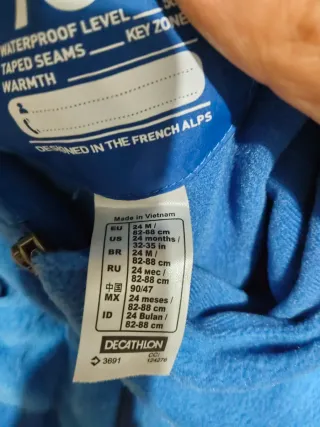 WATERPROOF LEVEL
TAPED SEAMS KEY ZONE
WARMTH
DESIGNED IN THE FRENCH ALPS
Made in Vietnam
EU 24 M /
82-88 cm
US 24 months /
32-35 in
BR 24 M /
82-88 cm
RU 24 мес /
82-88 cm
中国 90/47
MX 24 meses /
82-88 cm
ID 24 Bulan /
82-88 cm
DECATHLON
3691 CCI
124276